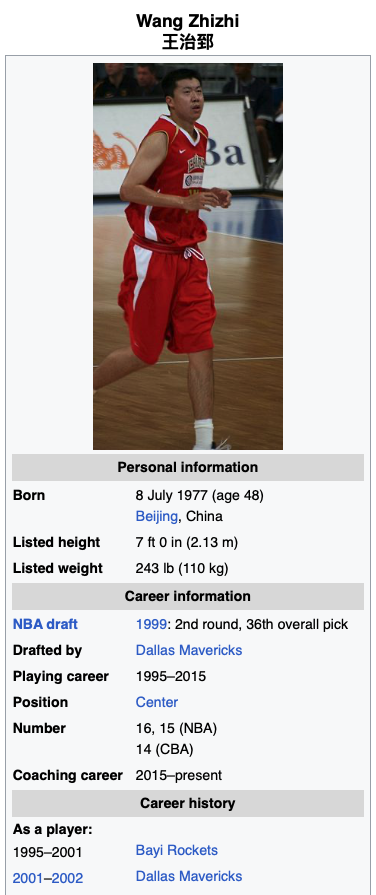 Wang Zhizhi
王治郅
Ba
Personal information
Born 8 July 1977 (age 48)
Beijing, China
Listed height 7 ft 0 in (2.13 m)
Listed weight 243 lb (110 kg)
Career information
NBA draft 1999: 2nd round, 36th overall pick
Drafted by Dallas Mavericks
Playing career 1995–2015
Position Center
Number 16, 15 (NBA)
14 (CBA)
Coaching career 2015–present
Career history
As a player:
1995–2001 Bayi Rockets
2001–2002 Dallas Mavericks